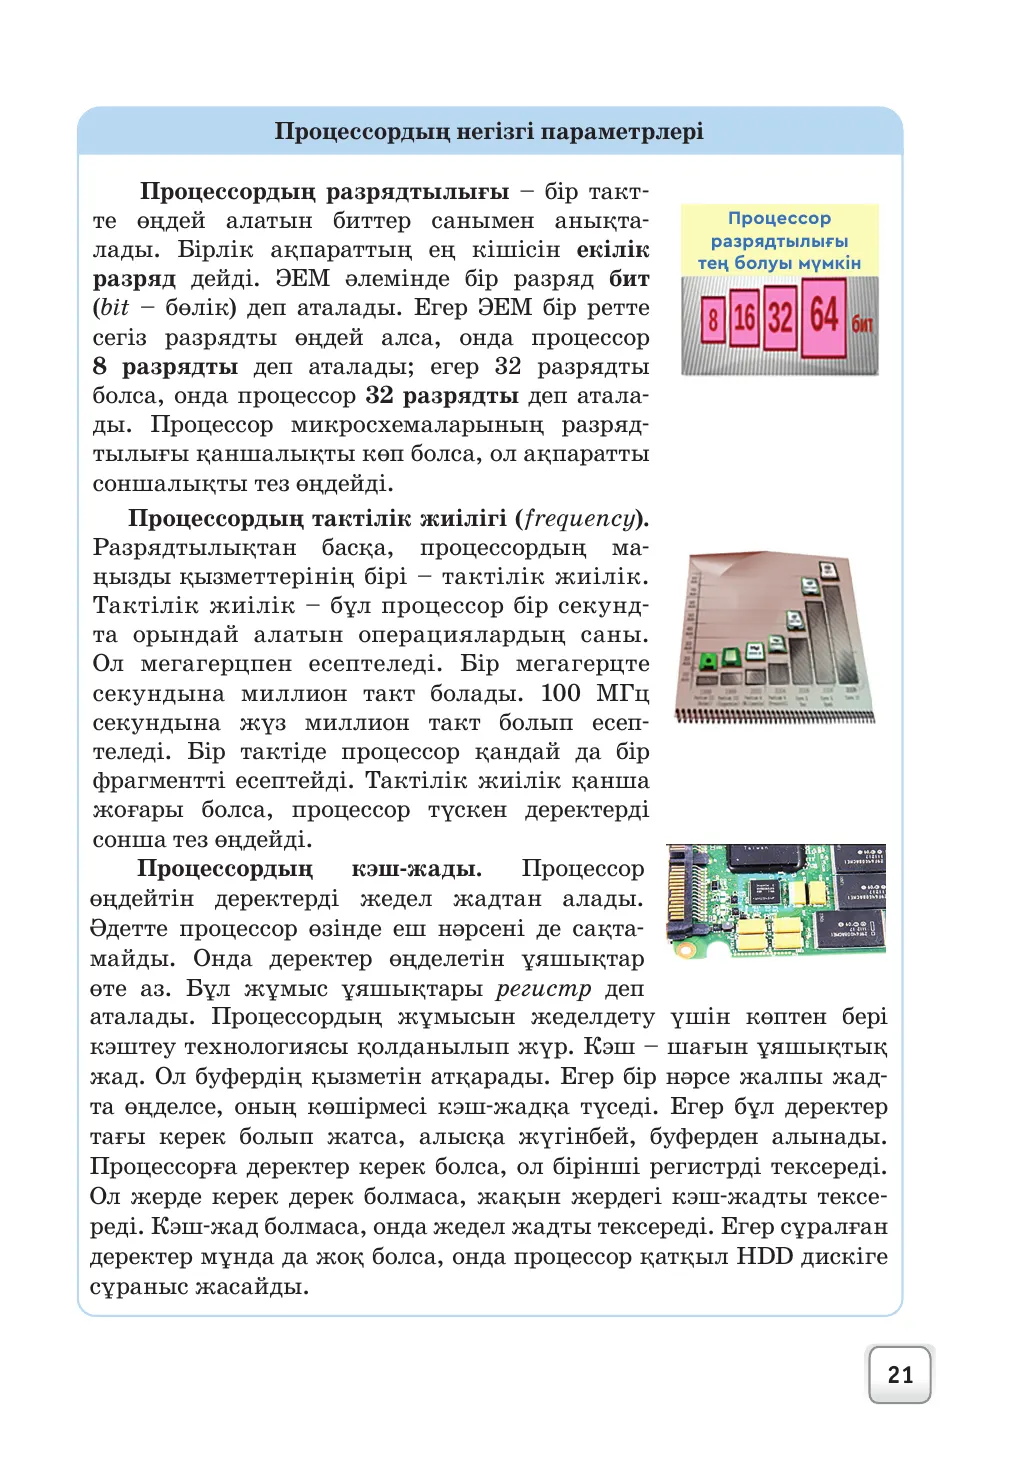 Процессордың негізгі параметрлері
Процессордың разрядтылығы – бір такт-
те өңдей алатын биттер санымен анықта-
лады. Бірлік ақпараттың ең кішісін екілік
разряд дейді. ЭЕМ әлемінде бір разряд бит
(bit – бөлік) деп аталады. Егер ЭЕМ бір ретте
сегіз разрядты өңдей алса, онда процессор
8 разрядты деп аталады; егер 32 разрядты
болса, онда процессор 32 разрядты деп атала-
ды. Процессор микросхемаларының разряд-
тылығы қаншалықты көп болса, ол ақпаратты
соншалықты тез өңдейді.
Процессор
разрядтылығы
тең болуы мүмкін
8 16 32 64 бит
Процессордың тактілік жиілігі (frequency).
Разрядтылықтан басқа, процессордың ма-
ңызды қызметтерінің бірі – тактілік жиілік.
Тактілік жиілік – бұл процессор бір секунд-
та орындай алатын операциялардың саны.
Ол мегагерцпен есептеледі. Бір мегагерцте
секундына миллион такт болады. 100 МГц
секундына жүз миллион такт болып есеп-
теледі. Бір тактіде процессор қандай да бір
фрагментті есептейді. Тактілік жиілік қанша
жоғары болса, процессор түскен деректерді
сонша тез өңдейді.
Процессордың кэш-жады. Процессор
өңдейтін деректерді жедел жадтан алады.
Әдетте процессор өзінде еш нәрсені де сақта-
майды. Онда деректер өңделетін ұяшықтар
өте аз. Бұл жұмыс ұяшықтары регистр деп
аталады. Процессордың жұмысын жеделдету үшін көптен бері
кэштеу технологиясы қолданылып жүр. Кэш – шағын ұяшықтық
жад. Ол буфердің қызметін атқарады. Егер бір нәрсе жалпы жад-
та өңделсе, оның көшірмесі кэш-жадқа түседі. Егер бұл деректер
тағы керек болып жатса, алысқа жүгінбей, буферден алынады.
Процессорға деректер керек болса, ол бірінші регистрді тексереді.
Ол жерде керек дерек болмаса, жақын жердегі кэш-жадты тексе-
реді. Кэш-жад болмаса, онда жедел жадты тексереді. Егер сұралған
деректер мұнда да жоқ болса, онда процессор қатқыл HDD дискіге
сұраныс жасайды.
Taiwan
21